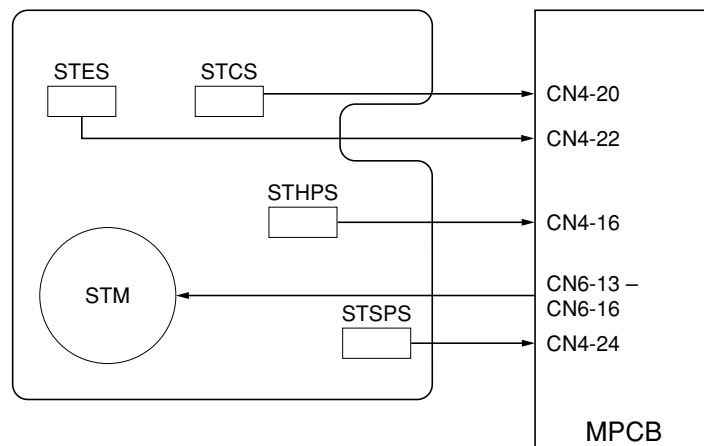 STES
STCS
CN4-20
CN4-22
STHPS
CN4-16
STM
CN6-13 –
CN6-16
STSPS
CN4-24
MPCB